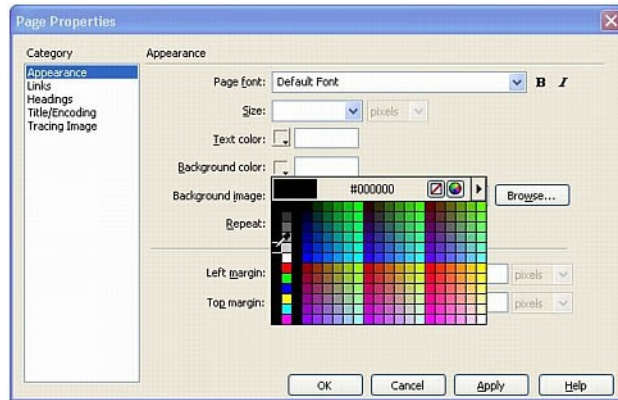 Page Properties
Category
Appearance
Links
Headings
Title/Encoding
Tracing Image
Appearance
Page font: Default Font B I
Size: pixels
Text color:
Background color:
#000000
Background image: Browse...
Repeat:
Left margin: pixels
Top margin: pixels
OK Cancel Apply Help